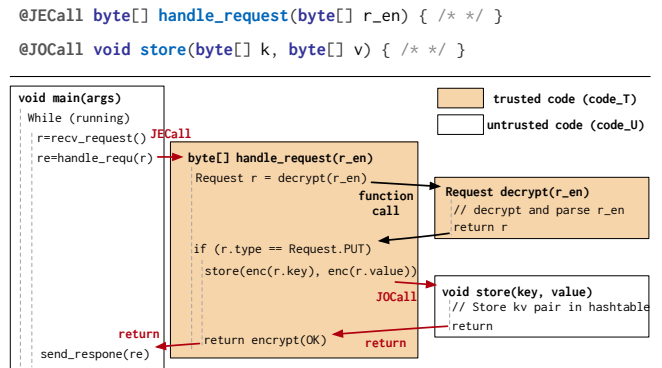 @JECall byte[] handle_request(byte[] r_en) { /* */ }
@JOCall void store(byte[] k, byte[] v) { /* */ }
void main(args)
While (running)
r=recv_request()
re=handle_requ(r)
send_respone(re)
JECall
byte[] handle_request(r_en)
Request r = decrypt(r_en)
function
call
if (r.type == Request.PUT)
store(enc(r.key), enc(r.value))
JOCall
return encrypt(OK)
return
return
trusted code (code_T)
untrusted code (code_U)
Request decrypt(r_en)
// decrypt and parse r_en
return r
void store(key, value)
// Store kv pair in hashtable
return